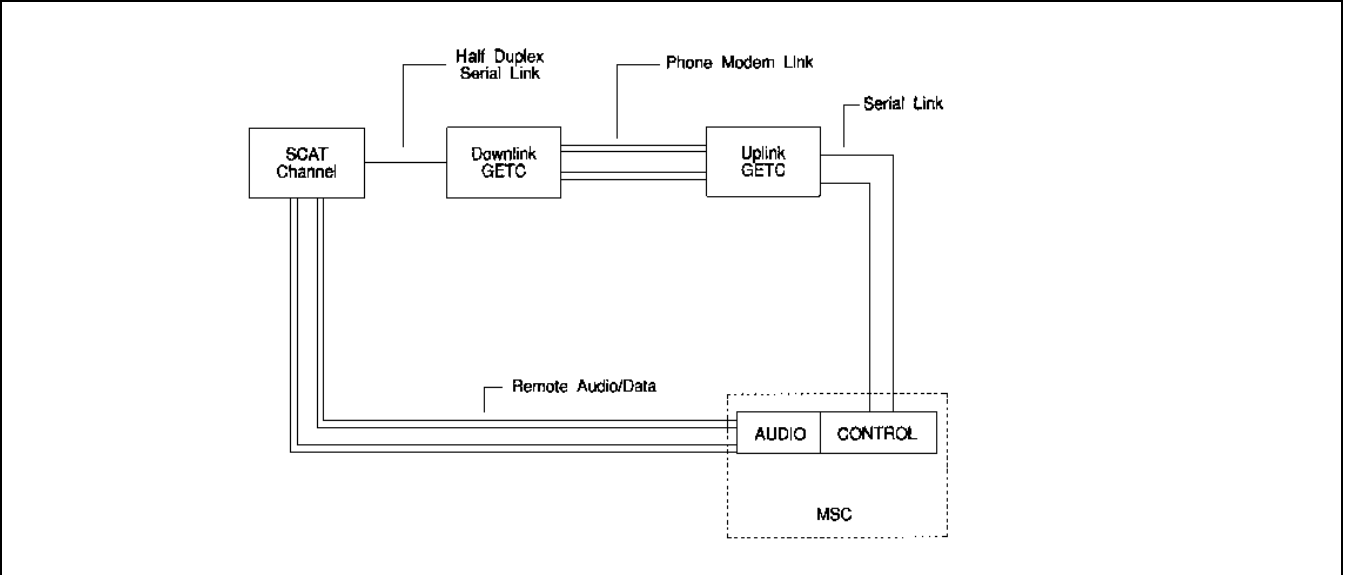 Half Duplex
Serial Link
Phone Modem Link
Serial Link
SCAT
Channel
Downlink
GETC
Uplink
GETC
Remote Audio/Data
AUDIO
CONTROL
MSC